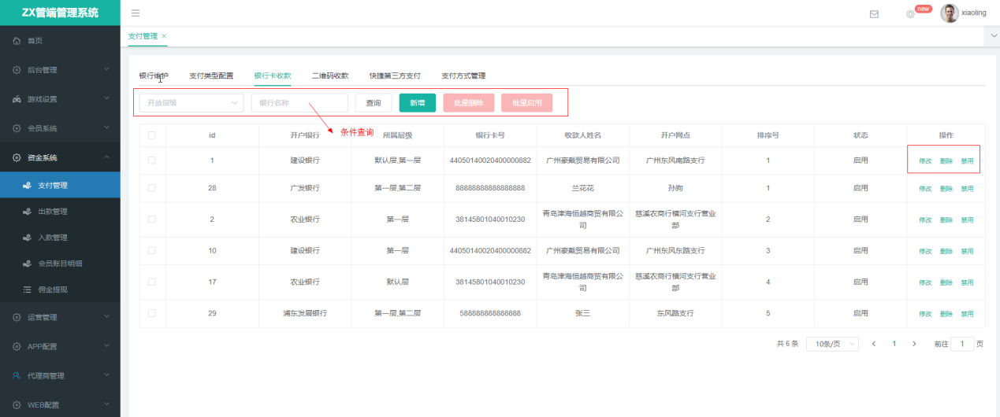 ZX管端管理系统
new
xiaoling
首页
后台管理
游戏设置
会员系统
资金系统
支付管理
出款管理
入款管理
会员账目明细
佣金提现
运营管理
APP配置
代理商管理
WEB配置
支付管理 ×
银行维护 支付类型配置 银行卡收款 二维码收款 快捷第三方支付 支付方式管理
开放层级 银行名称 查询 新增 批量删除 批量启用
条件查询
id 开户银行 所属层级 银行卡号 收款人姓名 开户网点 排序号 状态 操作
1 建设银行 默认层,第一层 44050140020400000882 广州豪戴贸易有限公司 广州东风南路支行 1 启用 修改 删除 禁用
28 广发银行 第一层,第二层 88888888888888888 兰花花 孙狗 1 启用 修改 删除 禁用
2 农业银行 第一层 38145801040010230 青岛津海恒越商贸有限公 慈溪农商行横河支行营业 2 启用 修改 删除 禁用
司 部
10 建设银行 第一层 44050140020400000882 广州豪戴贸易有限公司 广州东风东路支行 3 启用 修改 删除 禁用
17 农业银行 默认层 38145801040010230 青岛津海恒越商贸有限公 慈溪农商行横河支行营业 4 启用 修改 删除 禁用
司 部
29 浦东发展银行 第一层,第二层 588888888888888 张三 东风路支行 5 启用 修改 删除 禁用
共 6 条 10条/页 1 前往 1 页